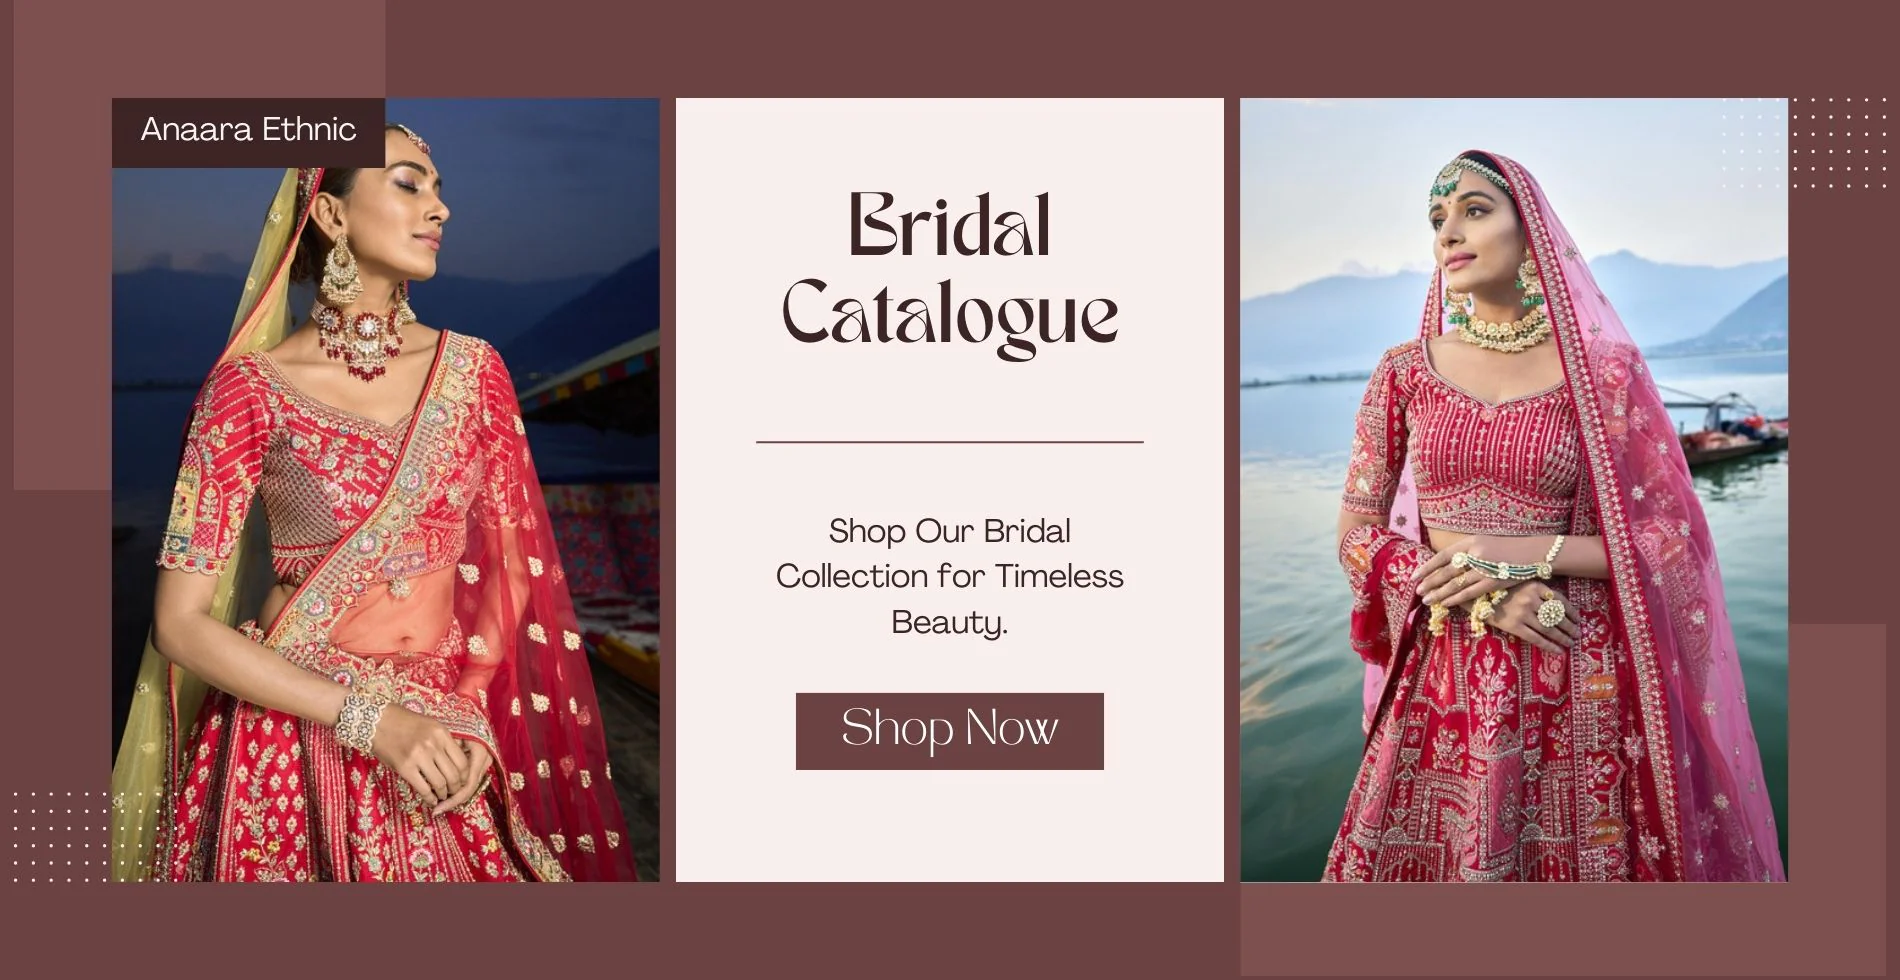 Anaara Ethnic
Bridal
Catalogue
Shop Our Bridal
Collection for Timeless
Beauty.
Shop Now